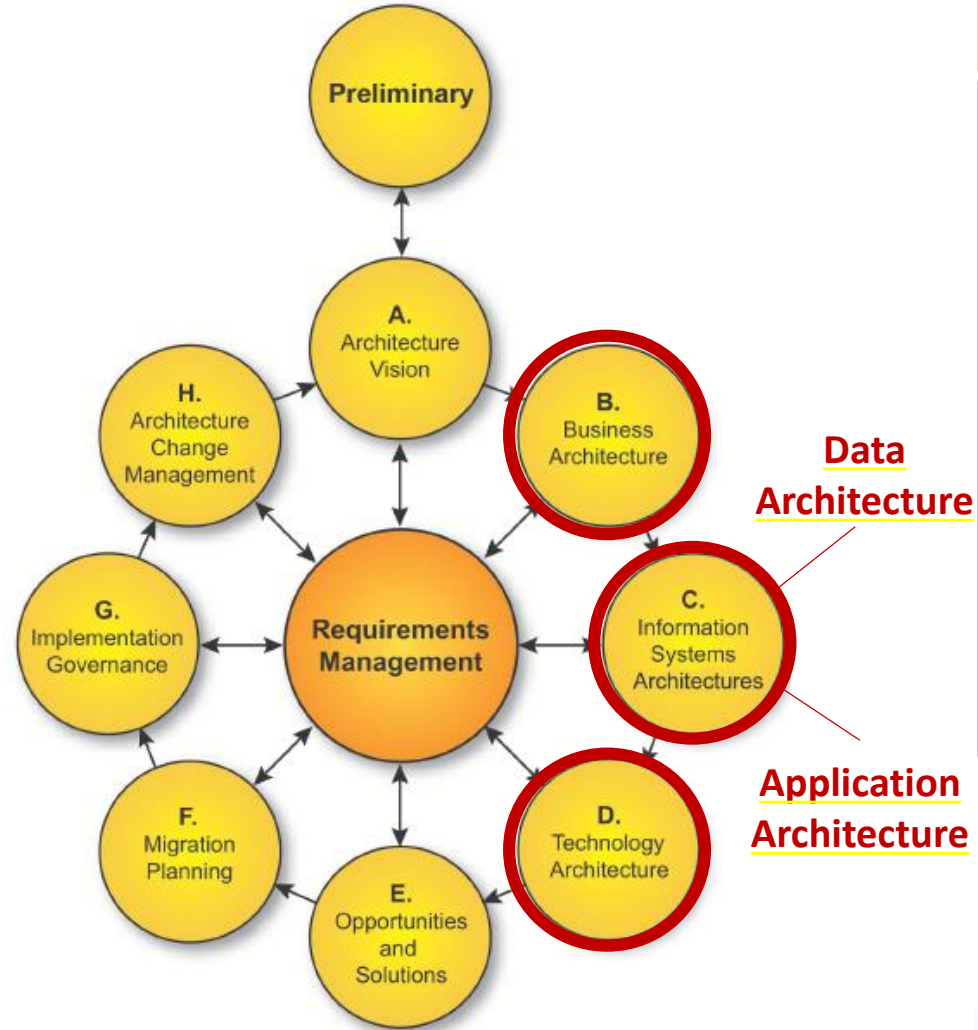 Preliminary
A.
Architecture
Vision
B.
Business
Architecture
Data
Architecture
C.
Information
Systems
Architectures
Application
Architecture
D.
Technology
Architecture
E.
Opportunities
and
Solutions
F.
Migration
Planning
G.
Implementation
Governance
H.
Architecture
Change
Management
Requirements
Management